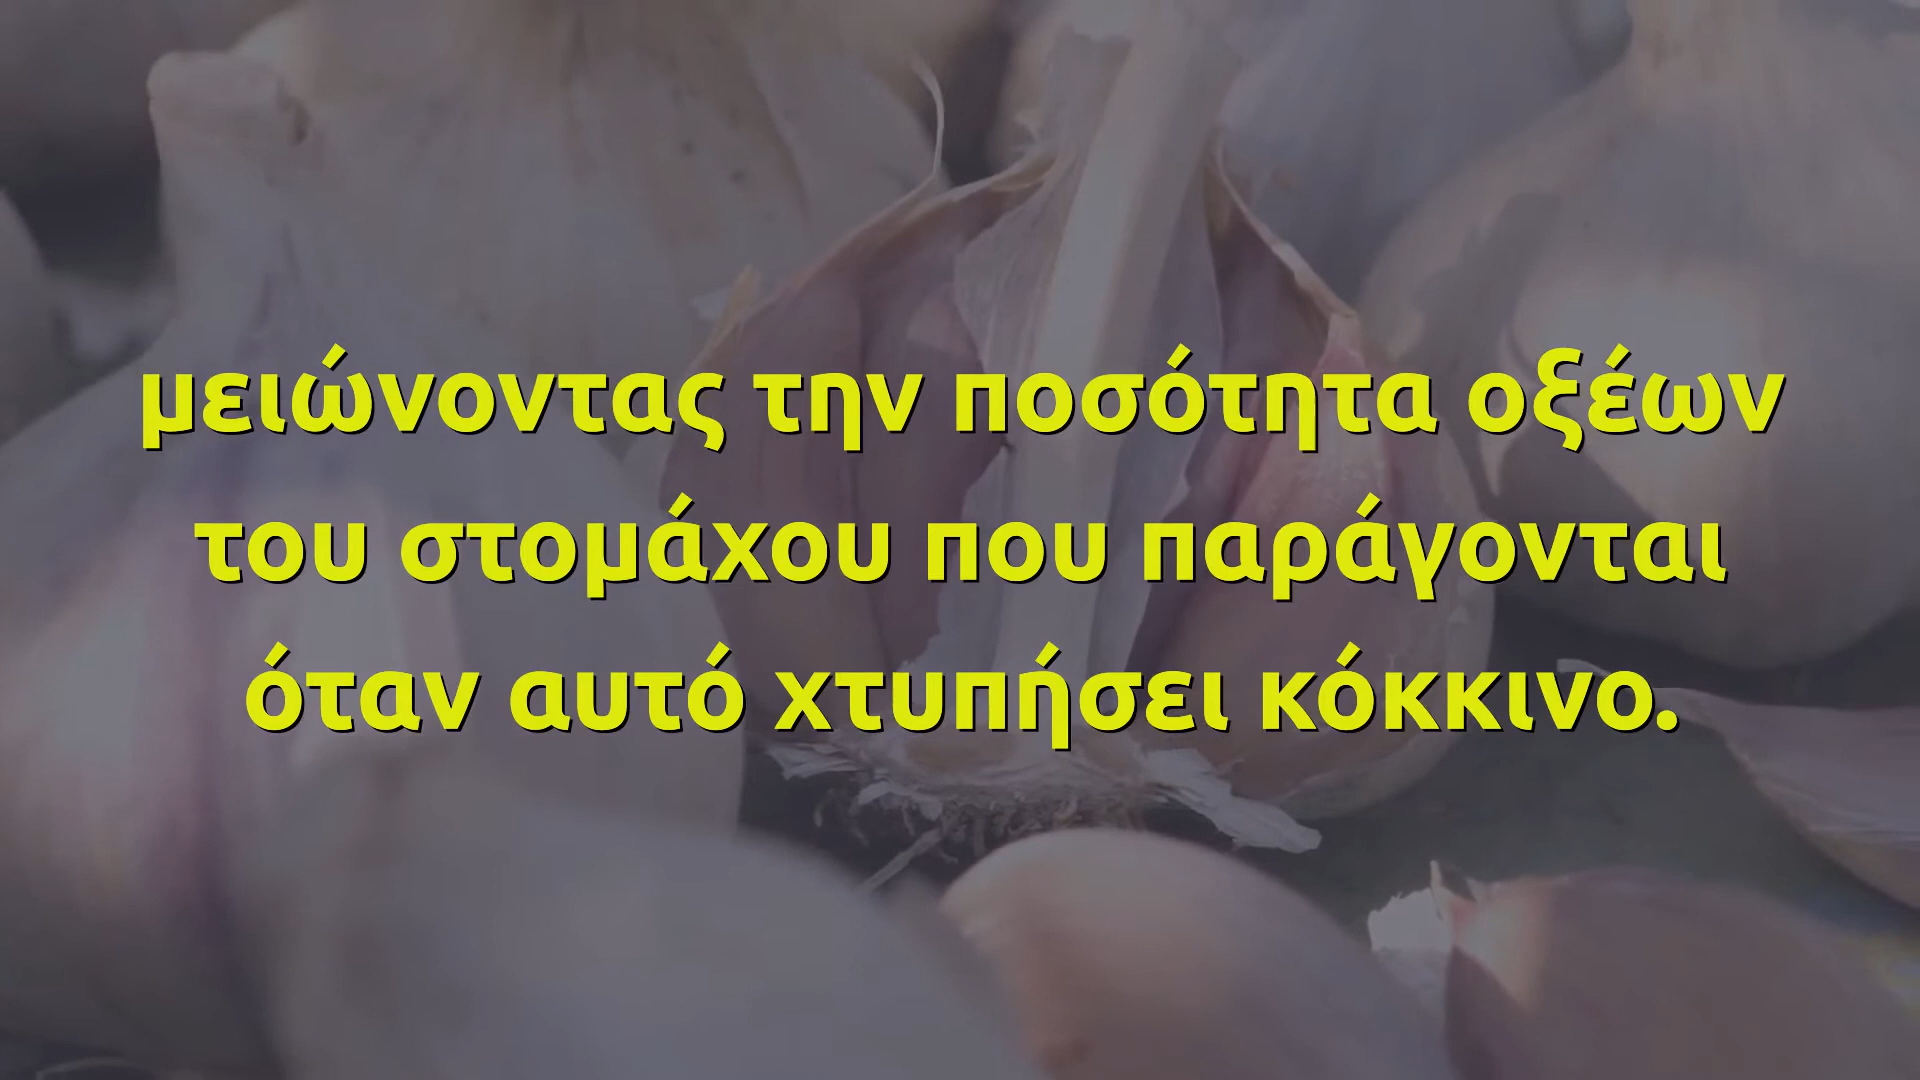 μειώνοντας την ποσότητα οξέων
του στομάχου που παράγονται
όταν αυτό χτυπήσει κόκκινο.